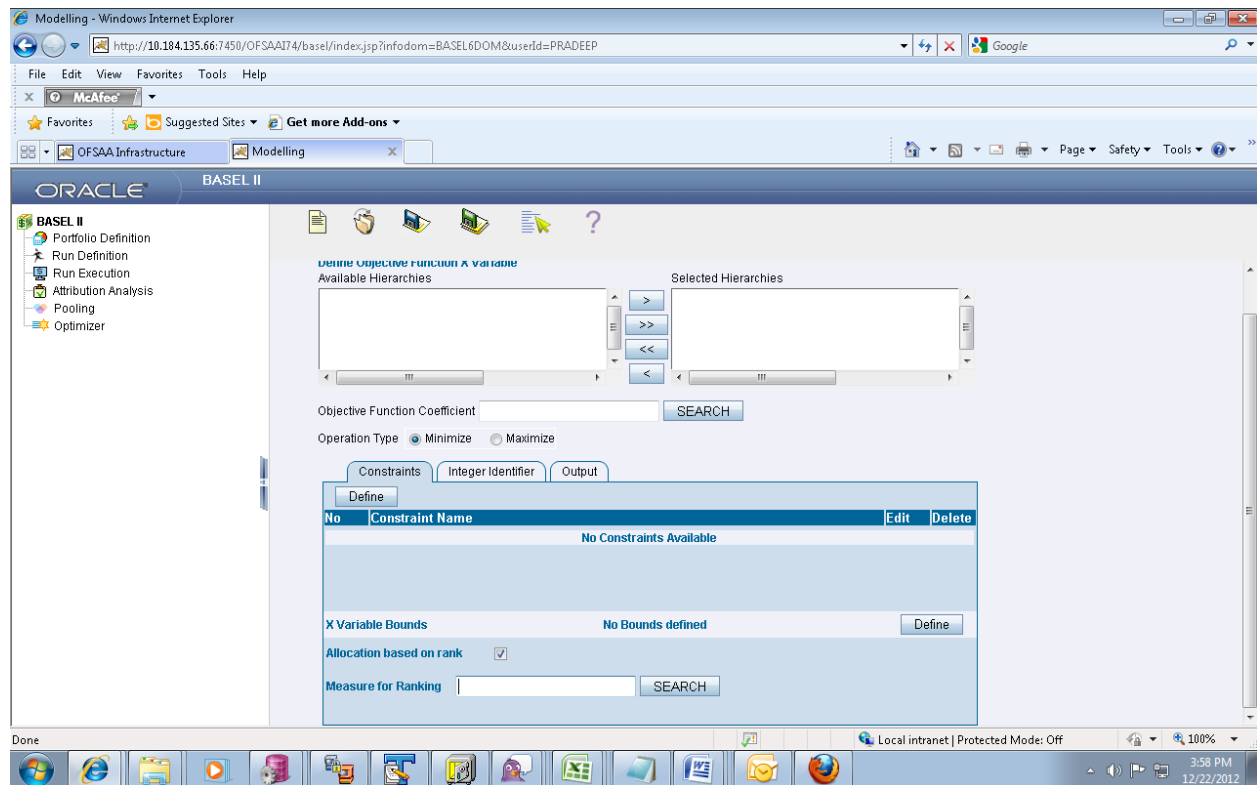 Modelling - Windows Internet Explorer
http://10.184.135.66:7450/OFSAAI74/basel/index.jsp?infodom=BASEL6DOM&userId=PRADEEP
Google
File Edit View Favorites Tools Help
x McAfee
Favorites Suggested Sites Get more Add-ons
OFSAA Infrastructure Modelling x Page Safety Tools
ORACLE BASEL II
BASEL II
Portfolio Definition
Run Definition
Run Execution
Attribution Analysis
Pooling
Optimizer
?
Define Objective Function X Variable
Available Hierarchies Selected Hierarchies
>
>>
<<
<
Objective Function Coefficient SEARCH
Operation Type Minimize Maximize
Constraints Integer Identifier Output
Define
No Constraint Name Edit Delete
No Constraints Available
X Variable Bounds No Bounds defined Define
Allocation based on rank
Measure for Ranking SEARCH
Done Local intranet | Protected Mode: Off 100%
3:58 PM
12/22/2012